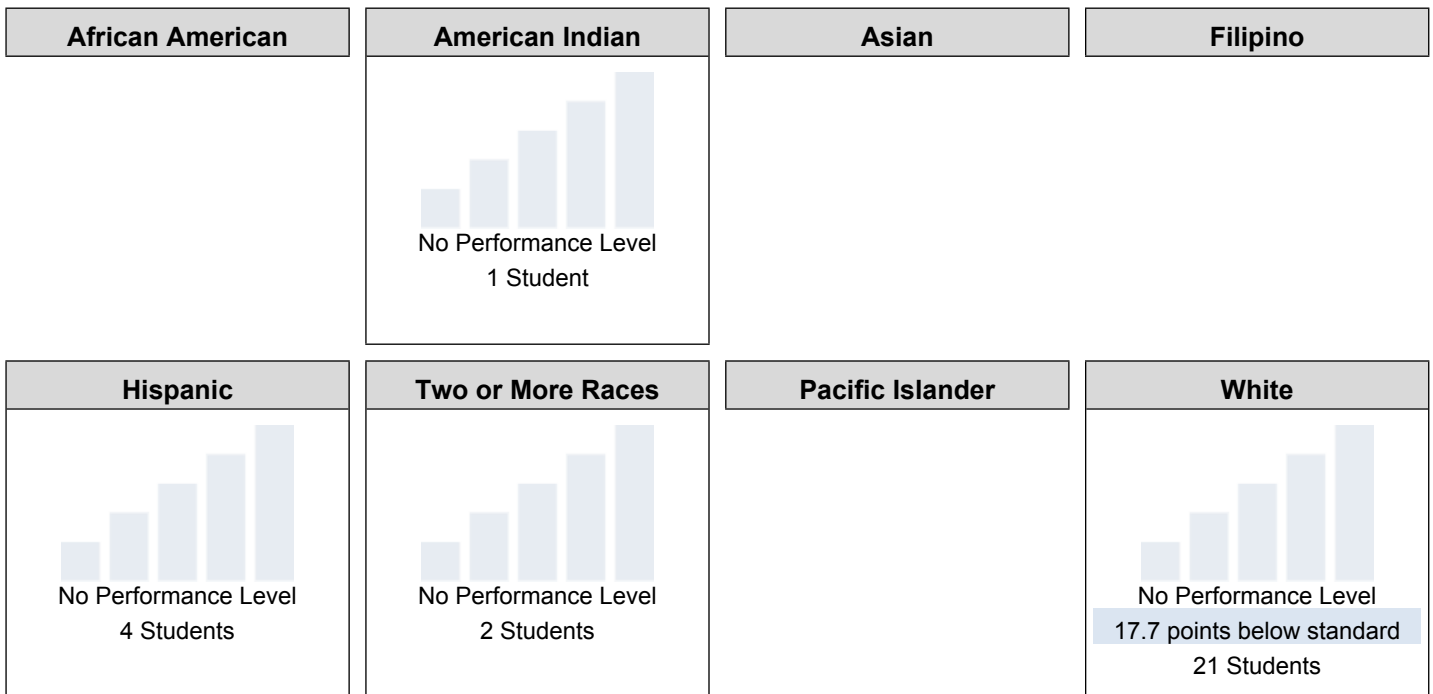 African American
American Indian
Asian
Filipino
No Performance Level
1 Student
Hispanic
Two or More Races
Pacific Islander
White
No Performance Level
4 Students
No Performance Level
2 Students
No Performance Level
17.7 points below standard
21 Students